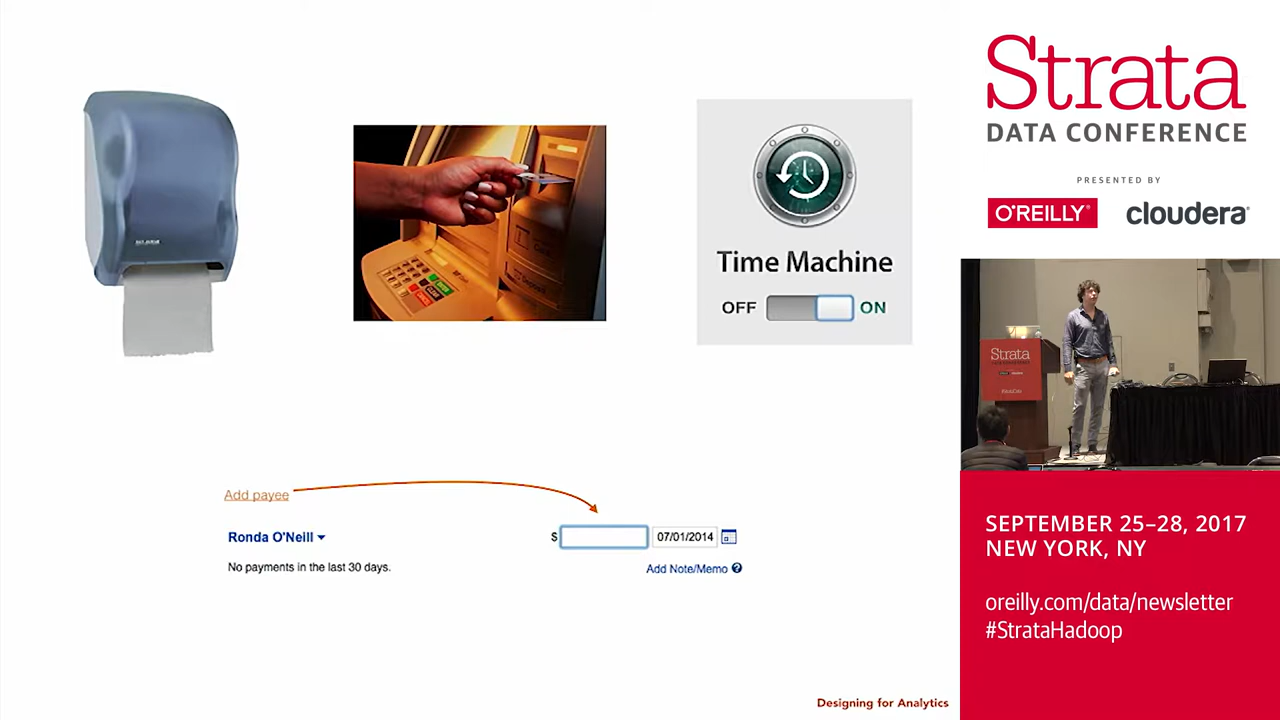 Time Machine
OFF ON
Add payee
Ronda O'Neill
$ 07/01/2014
No payments in the last 30 days.
Add Note/Memo ?
Designing for Analytics
Strata
DATA CONFERENCE
PRESENTED BY
O'REILLY® cloudera®
Strata
SEPTEMBER 25–28, 2017
NEW YORK, NY
oreilly.com/data/newsletter
#StrataHadoop